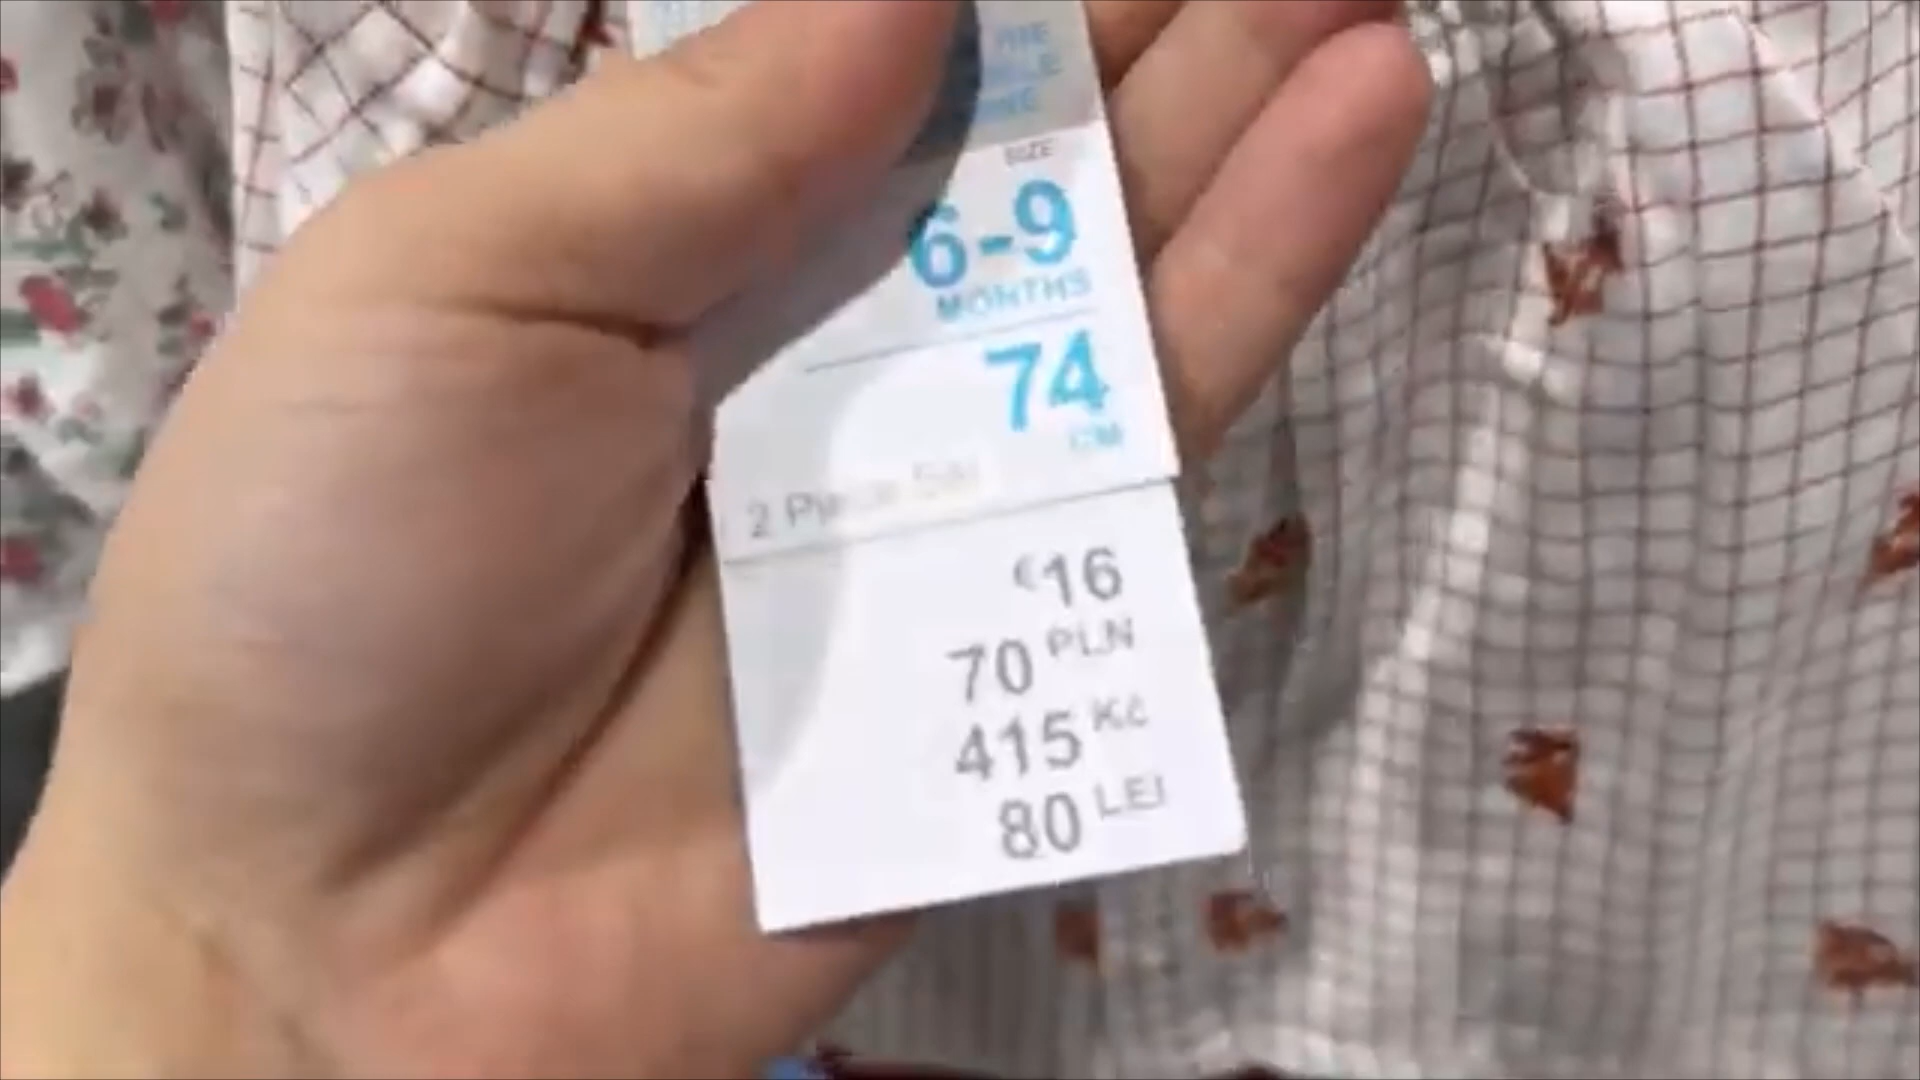 SIZE
6-9
MONTHS
74
CM
2 Piece Set
€16
70 PLN
415 Kč
80 LEI